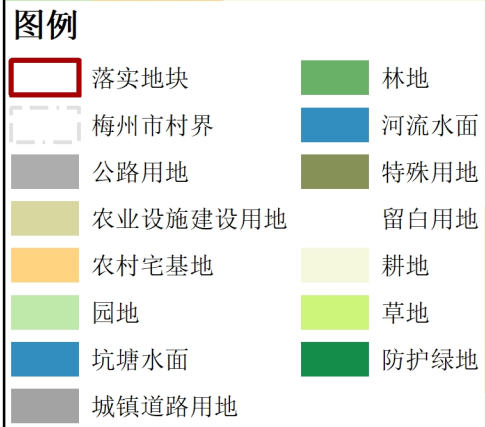 图例
落实地块
梅州市村界
公路用地
农业设施建设用地
农村宅基地
园地
坑塘水面
城镇道路用地
林地
河流水面
特殊用地
留白用地
耕地
草地
防护绿地